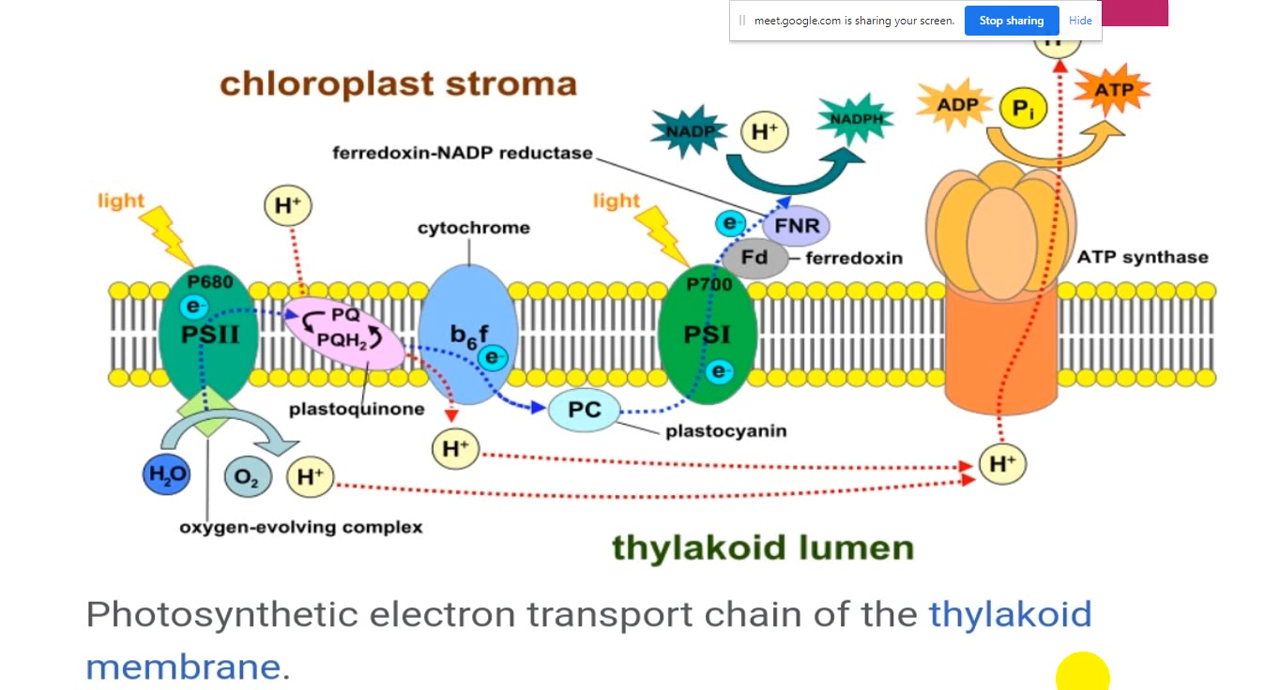 meet.google.com is sharing your screen. Stop sharing Hide
H+
chloroplast stroma
ADP Pi ATP
NADP H+ NADPH
ferredoxin-NADP reductase
light H+ light
cytochrome e- FNR
Fd ferredoxin ATP synthase
P680 P700
e- PQ
PSII PQH₂ b₆f PSI
e- e-
plastoquinone PC
plastocyanin
H+ H+
H₂O O₂ H+
oxygen-evolving complex
thylakoid lumen
Photosynthetic electron transport chain of the thylakoid
membrane.